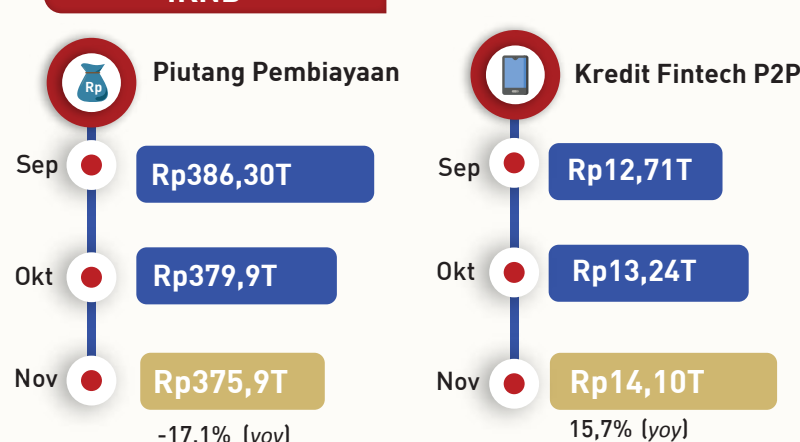 Piutang Pembiayaan
Rp
Sep
Rp386,30T
Okt
Rp379,9T
Nov
Rp375,9T
-17,1% (yoy)
Kredit Fintech P2P
Sep
Rp12,71T
Okt
Rp13,24T
Nov
Rp14,10T
15,7% (yoy)